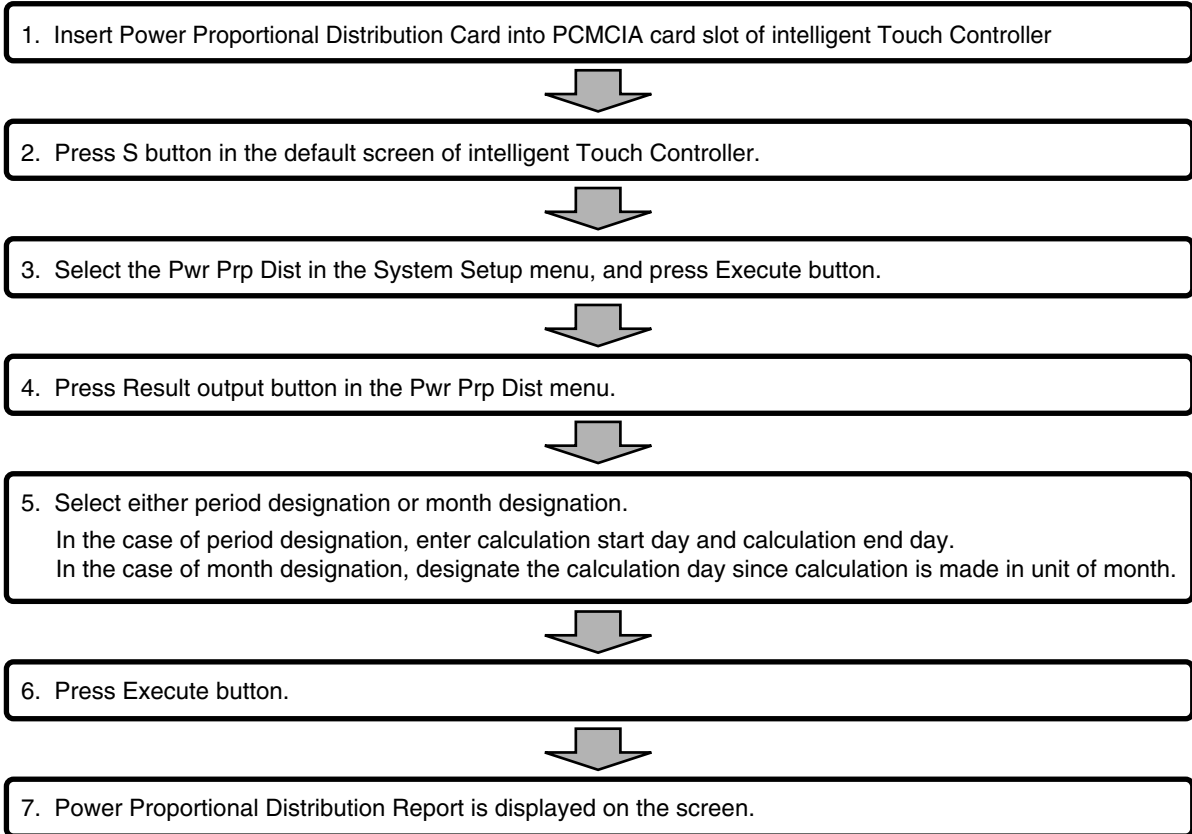 1. Insert Power Proportional Distribution Card into PCMCIA card slot of intelligent Touch Controller
2. Press S button in the default screen of intelligent Touch Controller.
3. Select the Pwr Prp Dist in the System Setup menu, and press Execute button.
4. Press Result output button in the Pwr Prp Dist menu.
5. Select either period designation or month designation.
In the case of period designation, enter calculation start day and calculation end day.
In the case of month designation, designate the calculation day since calculation is made in unit of month.
6. Press Execute button.
7. Power Proportional Distribution Report is displayed on the screen.